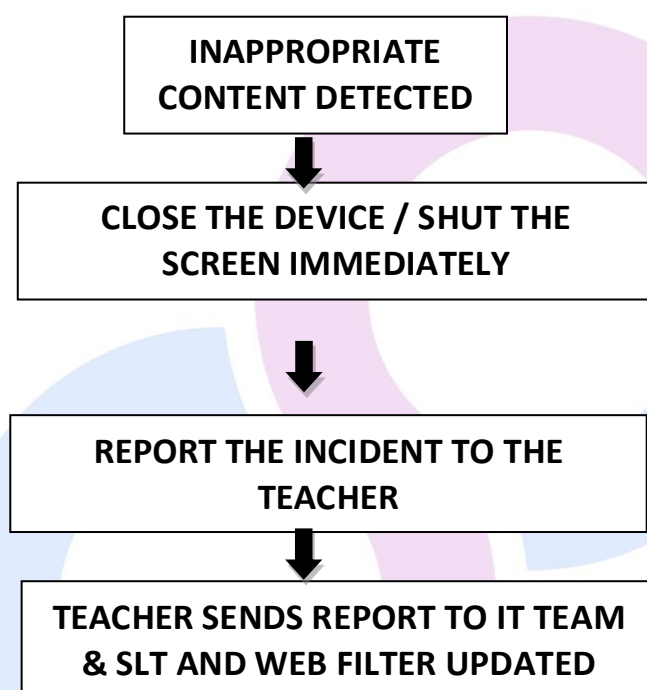 INAPPROPRIATE
CONTENT DETECTED
CLOSE THE DEVICE / SHUT THE
SCREEN IMMEDIATELY
REPORT THE INCIDENT TO THE
TEACHER
TEACHER SENDS REPORT TO IT TEAM
& SLT AND WEB FILTER UPDATED